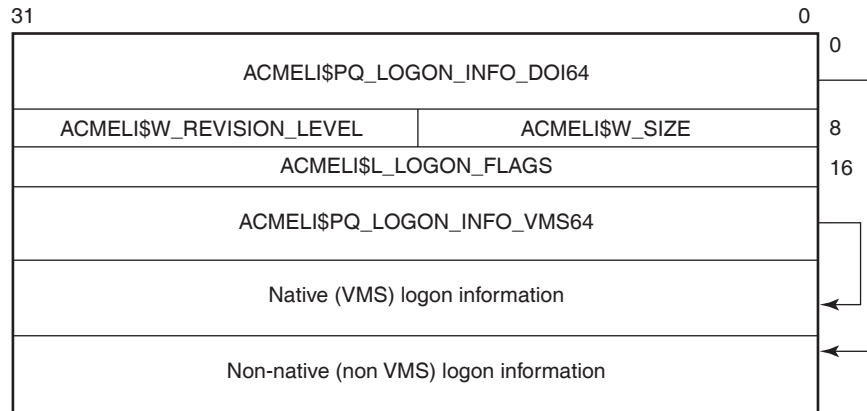 31 0
ACMELI$PQ_LOGON_INFO_DOI64 0
ACMELI$W_REVISION_LEVEL ACMELI$W_SIZE 8
ACMELI$L_LOGON_FLAGS 16
ACMELI$PQ_LOGON_INFO_VMS64
Native (VMS) logon information
Non-native (non VMS) logon information